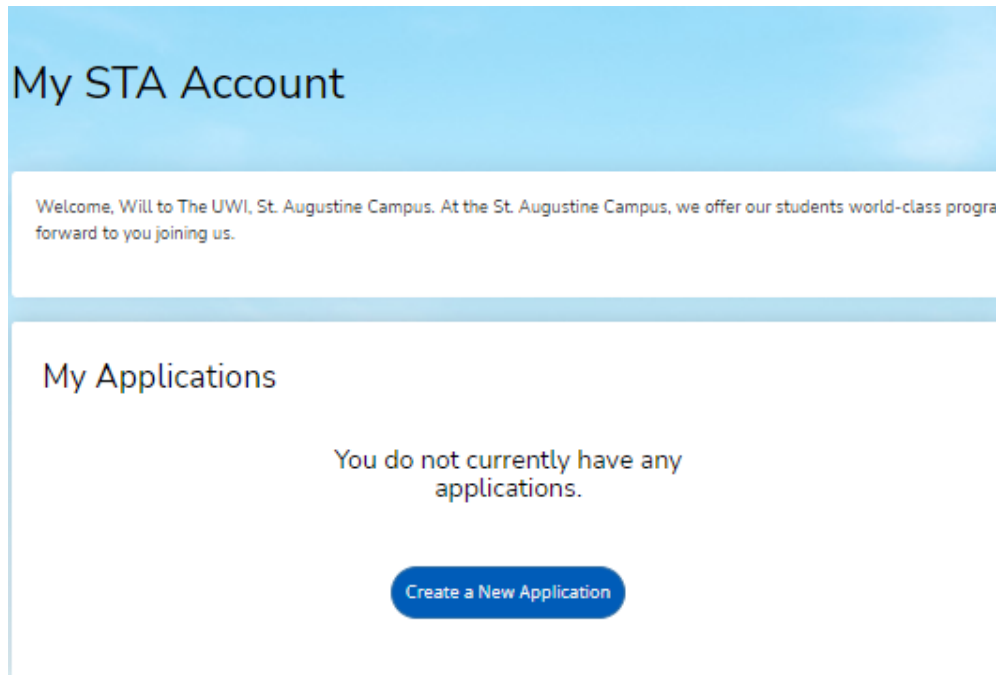 My STA Account
Welcome, Will to The UWI, St. Augustine Campus. At the St. Augustine Campus, we offer our students world-class
forward to you joining us.
My Applications
You do not currently have any
applications.
Create a New Application